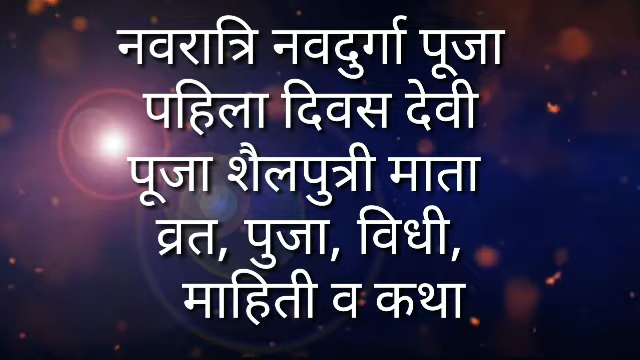 नवरात्रि नवदुर्गा पूजा
पहिला दिवस देवी
पूजा शैलपुत्री माता
व्रत, पुजा, विधी,
माहिती व कथा